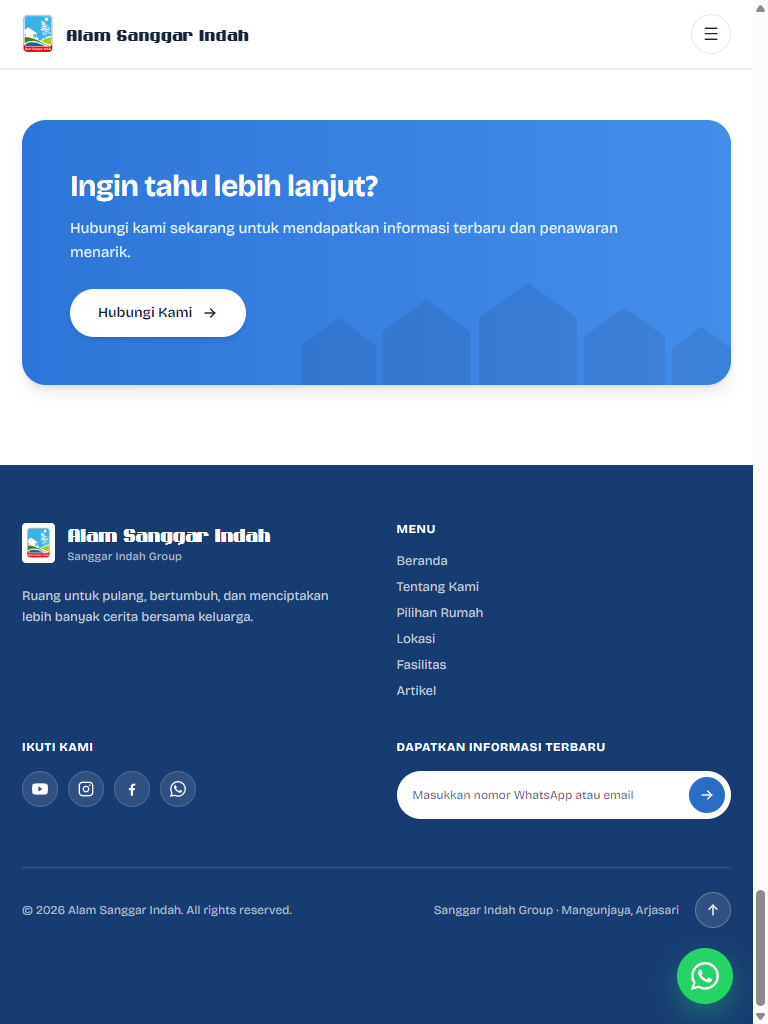 Alam Sanggar Indah
Ingin tahu lebih lanjut?
Hubungi kami sekarang untuk mendapatkan informasi terbaru dan penawaran
menarik.
Hubungi Kami
Alam Sanggar Indah
Sanggar Indah Group
Ruang untuk pulang, bertumbuh, dan menciptakan
lebih banyak cerita bersama keluarga.
MENU
Beranda
Tentang Kami
Pilihan Rumah
Lokasi
Fasilitas
Artikel
IKUTI KAMI
DAPATKAN INFORMASI TERBARU
Masukkan nomor WhatsApp atau email
© 2026 Alam Sanggar Indah. All rights reserved.
Sanggar Indah Group · Mangunjaya, Arjasari